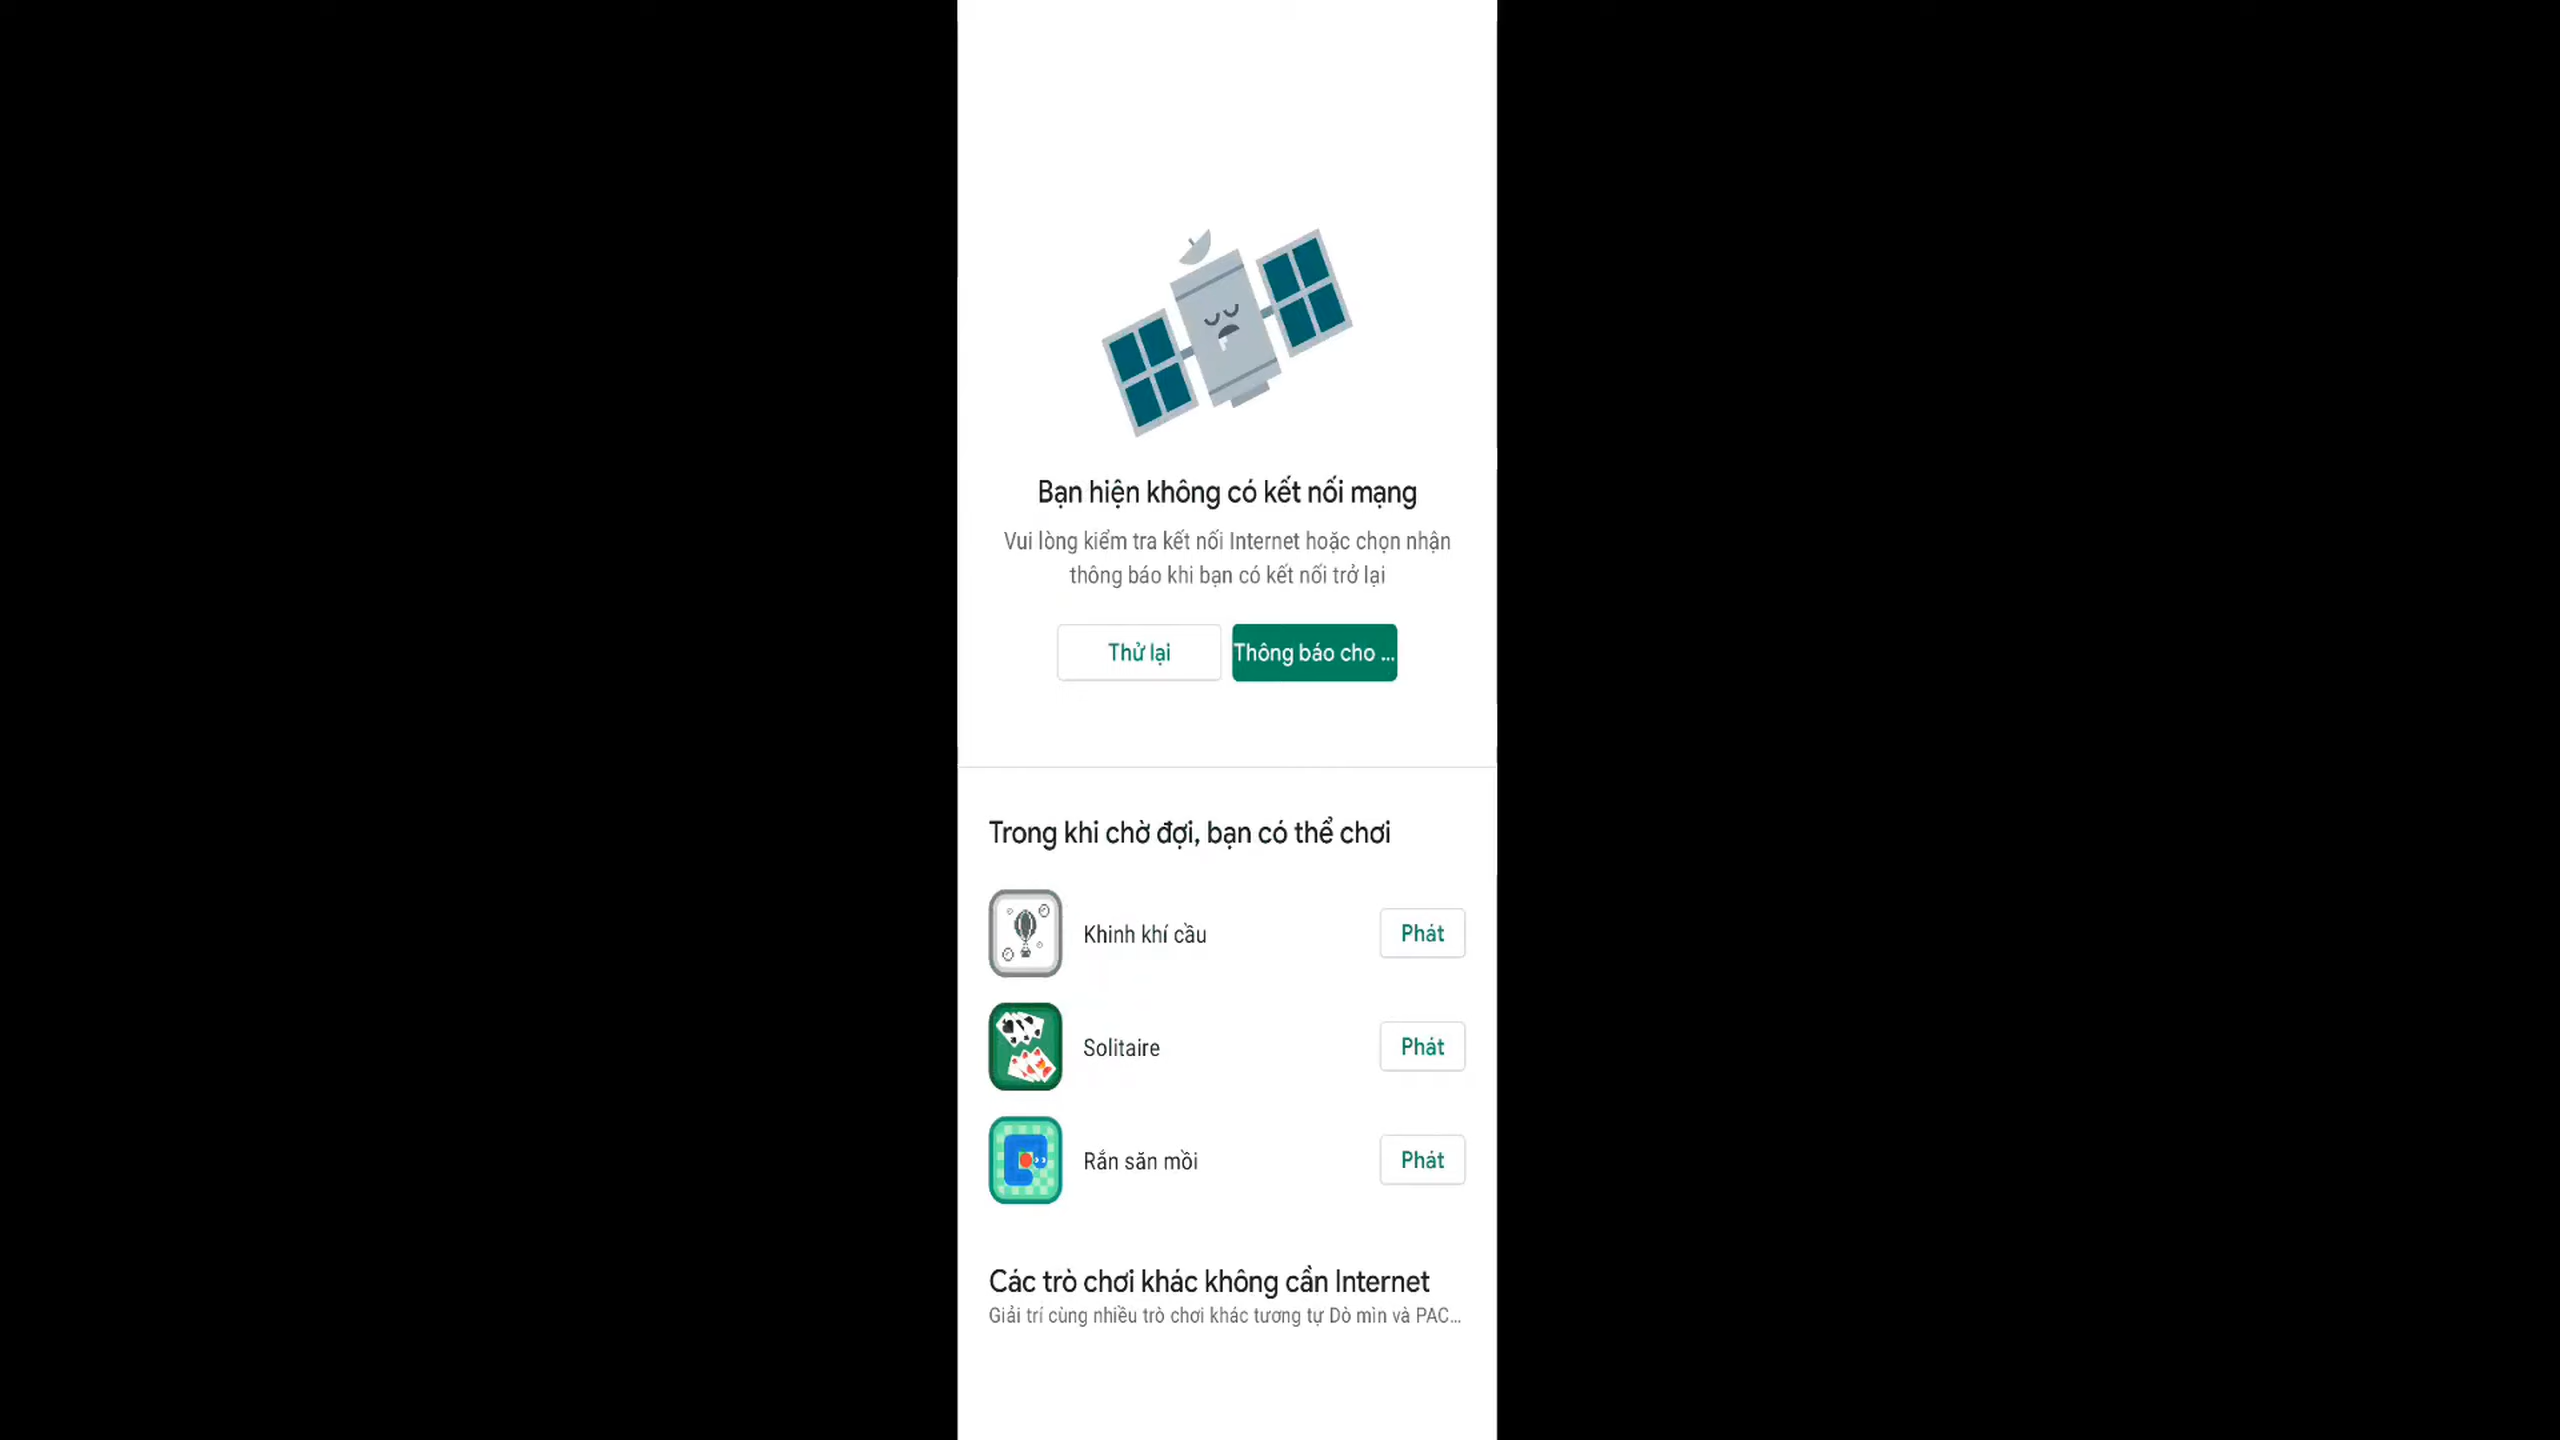 Bạn hiện không có kết nối mạng
Vui lòng kiểm tra kết nối Internet hoặc chọn nhận
thông báo khi bạn có kết nối trở lại
Thử lại
Thông báo cho ...
Trong khi chờ đợi, bạn có thể chơi
Khinh khí cầu
Phát
Solitaire
Phát
Rắn săn mồi
Phát
Các trò chơi khác không cần Internet
Giải trí cùng nhiều trò chơi khác tương tự Dò mìn và PAC...